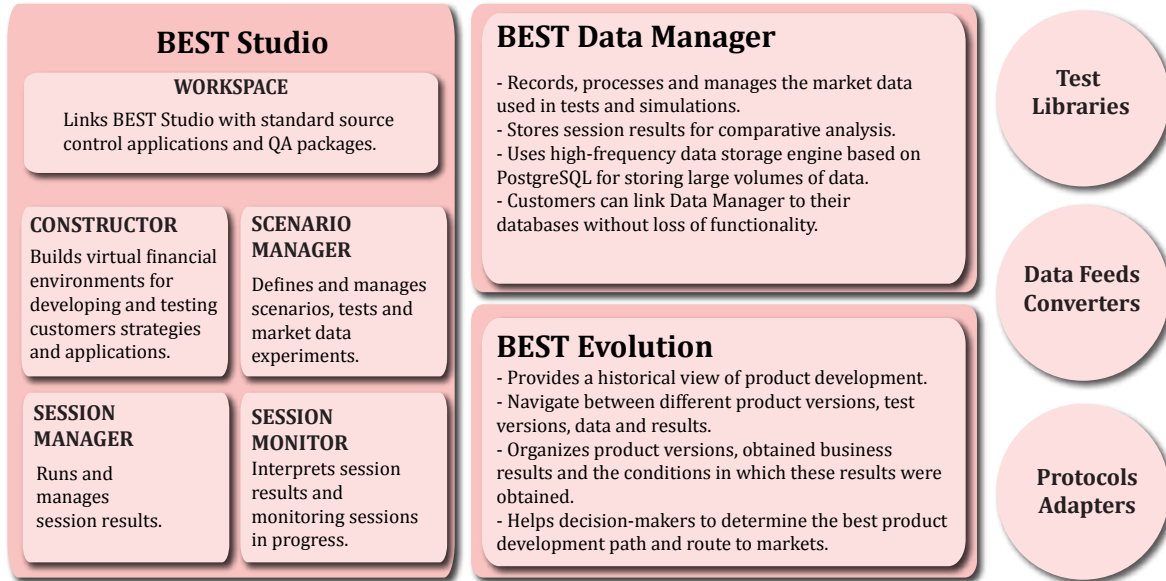 BEST Studio
WORKSPACE
Links BEST Studio with standard source
control applications and QA packages.
CONSTRUCTOR
Builds virtual financial
environments for
developing and testing
customers strategies
and applications.
SCENARIO
MANAGER
Defines and manages
scenarios, tests and
market data
experiments.
SESSION
MANAGER
Runs and
manages
session results.
SESSION
MONITOR
Interprets session
results and
monitoring sessions
in progress.
BEST Data Manager
- Records, processes and manages the market data
used in tests and simulations.
- Stores session results for comparative analysis.
- Uses high-frequency data storage engine based on
PostgreSQL for storing large volumes of data.
- Customers can link Data Manager to their
databases without loss of functionality.
BEST Evolution
- Provides a historical view of product development.
- Navigate between different product versions, test
versions, data and results.
- Organizes product versions, obtained business
results and the conditions in which these results were
obtained.
- Helps decision-makers to determine the best product
development path and route to markets.
Test
Libraries
Data Feeds
Converters
Protocols
Adapters